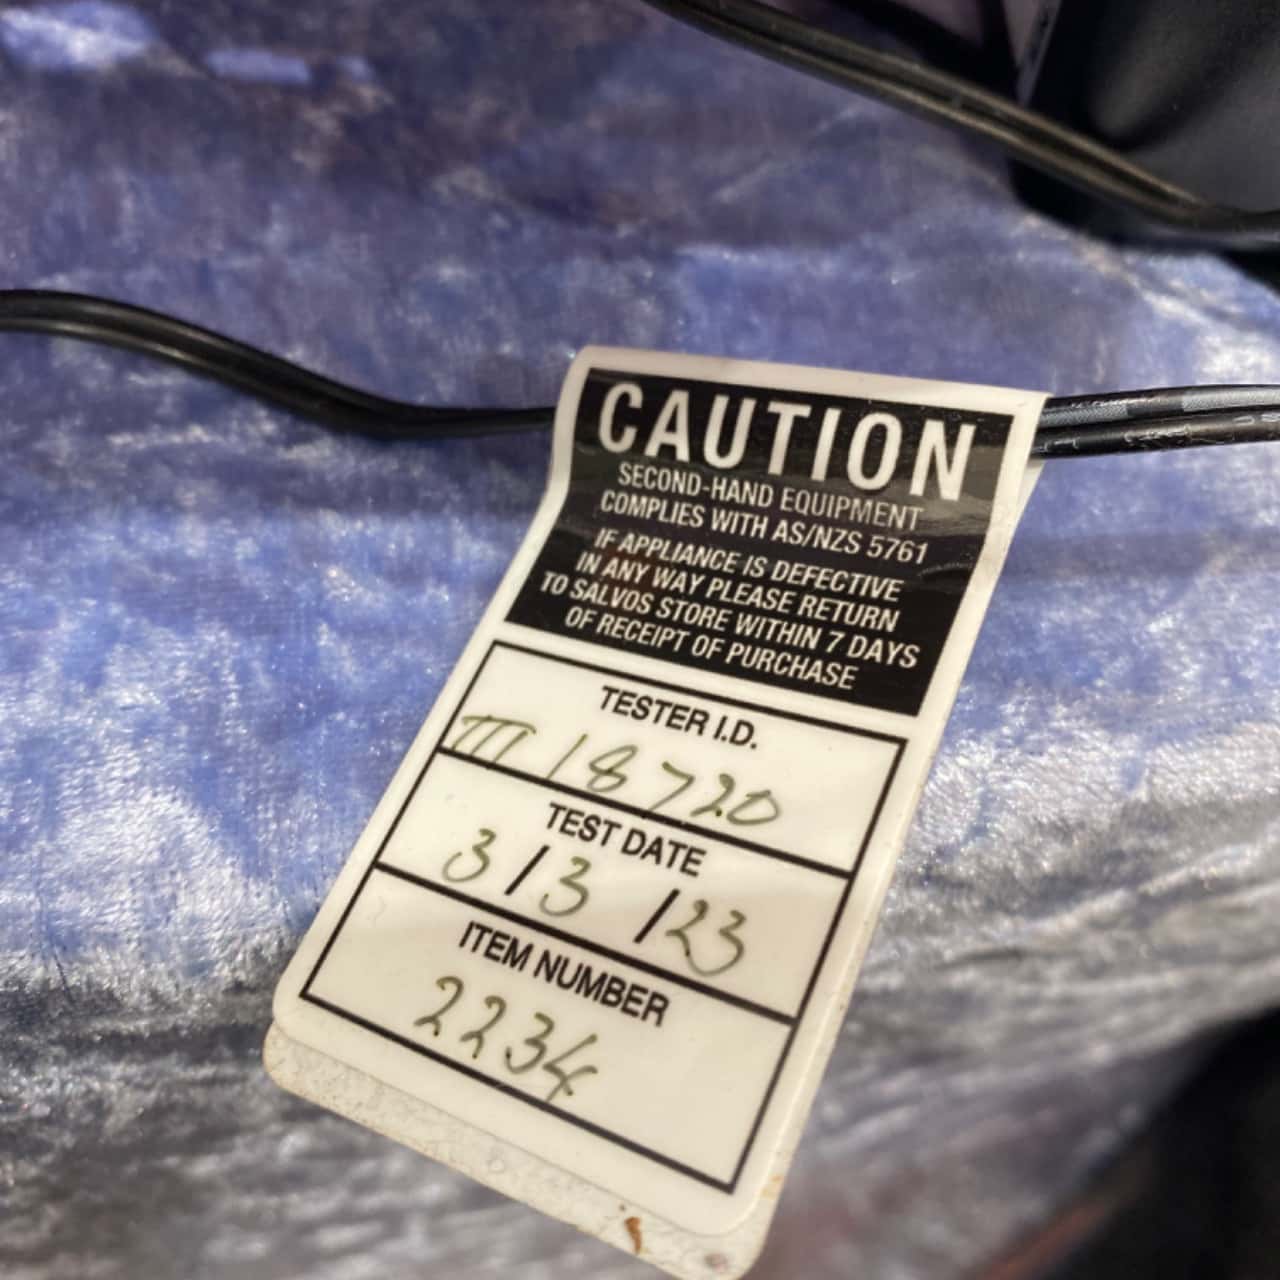 CAUTION
SECOND-HAND EQUIPMENT
COMPLIES WITH AS/NZS 5761
IF APPLIANCE IS DEFECTIVE
IN ANY WAY PLEASE RETURN
TO SALVOS STORE WITHIN 7 DAYS
OF RECEIPT OF PURCHASE
TESTER I.D.
TTT 18720
TEST DATE
3/3/23
ITEM NUMBER
2234